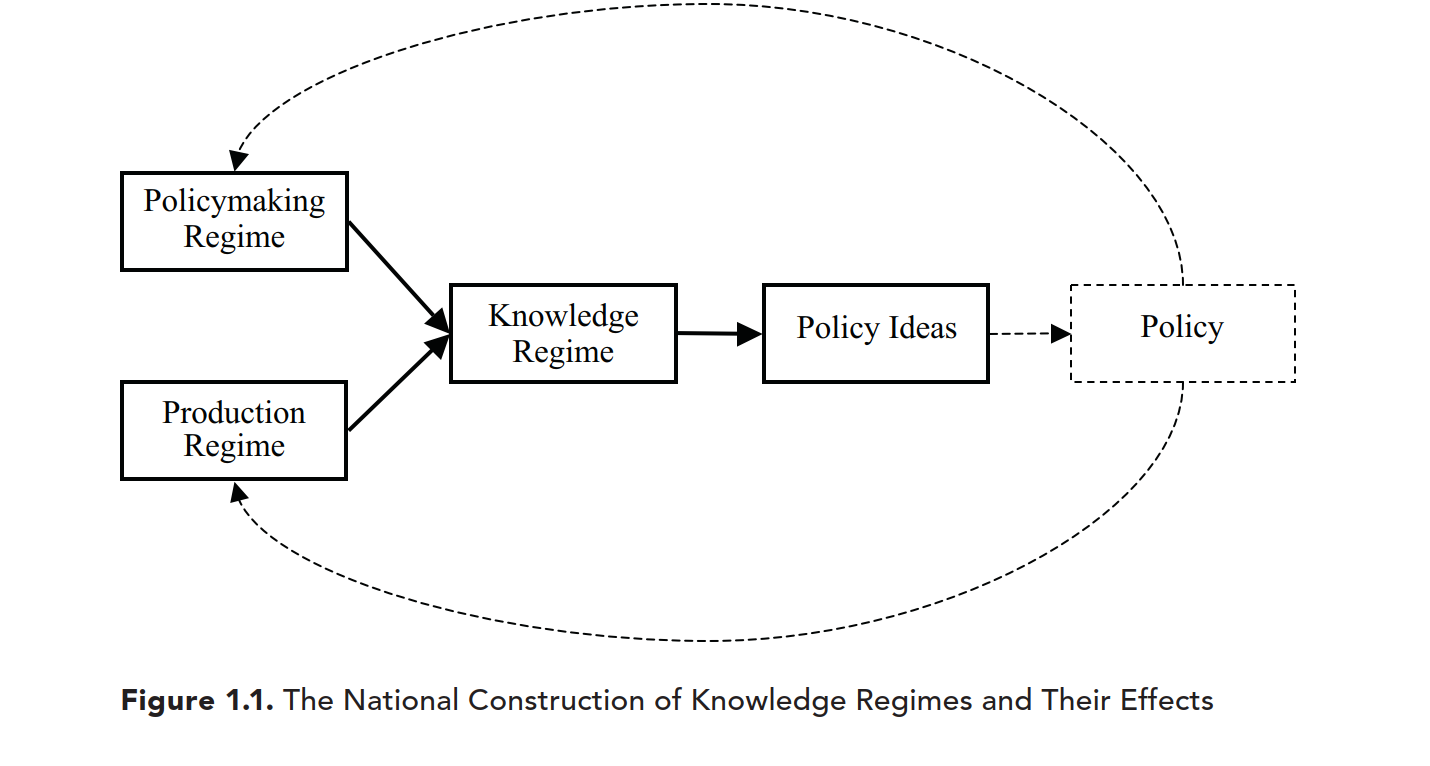 Policymaking
Regime
Production
Regime
Knowledge
Regime
Policy Ideas
Policy
Figure 1.1. The National Construction of Knowledge Regimes and Their Effects